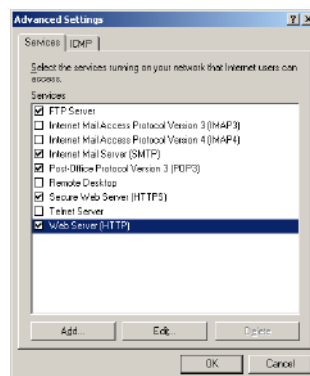 Advanced Settings
Services
ICMP
Select the services running on your network that Internet users can
access.
Services
FTP Server
Internet Mail Access Protocol Version 3 (IMAP3)
Internet Mail Access Protocol Version 4 (IMAP4)
Internet Mail Server (SMTP)
Post-Office Protocol Version 3 (POP3)
Remote Desktop
Secure Web Server (HTTPS)
Telnet Server
Web Server (HTTP)
Add...
Edit...
Delete
OK
Cancel